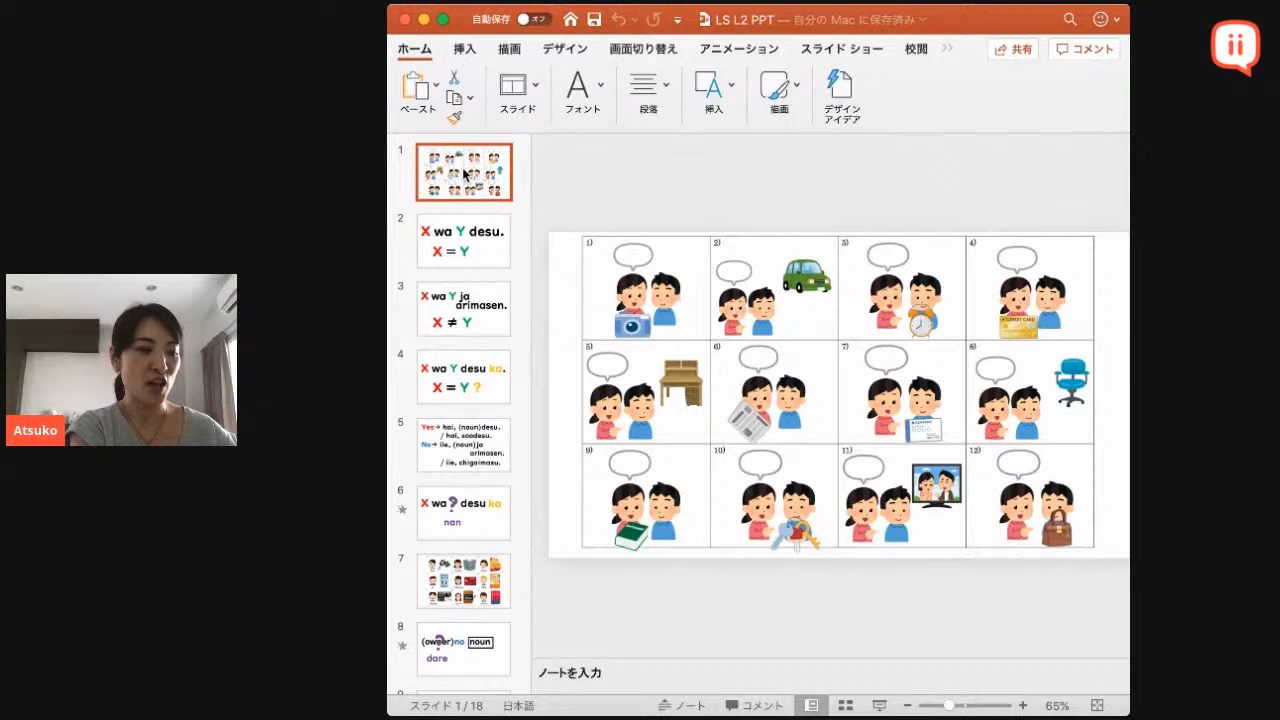 自動保存 オフ LS L2 PPT — 自分の Mac に保存済み
ホーム 挿入 描画 デザイン 画面切り替え アニメーション スライド ショー 校閲 共有 コメント
ペースト スライド フォント 段落 挿入 描画 デザイン
アイデア
1
2
X wa Y desu.
X = Y
3
X wa Y ja
arimasen.
X ≠ Y
4
X wa Y desu ka.
X = Y ?
5
Yes→ hai, (noun)desu.
/ hai, soodesu.
No→ iie, (noun)ja
arimasen.
/ iie, chigaimasu.
6
X wa ? desu ka
nan
7
8
(owner)no noun
dare
1) 2) 3) 4)
CREDIT CARD
5) 6) 7) 8)
9) 10) 11) 12)
Atsuko
ノートを入力
スライド 1 / 18 日本語 ノート コメント 65%